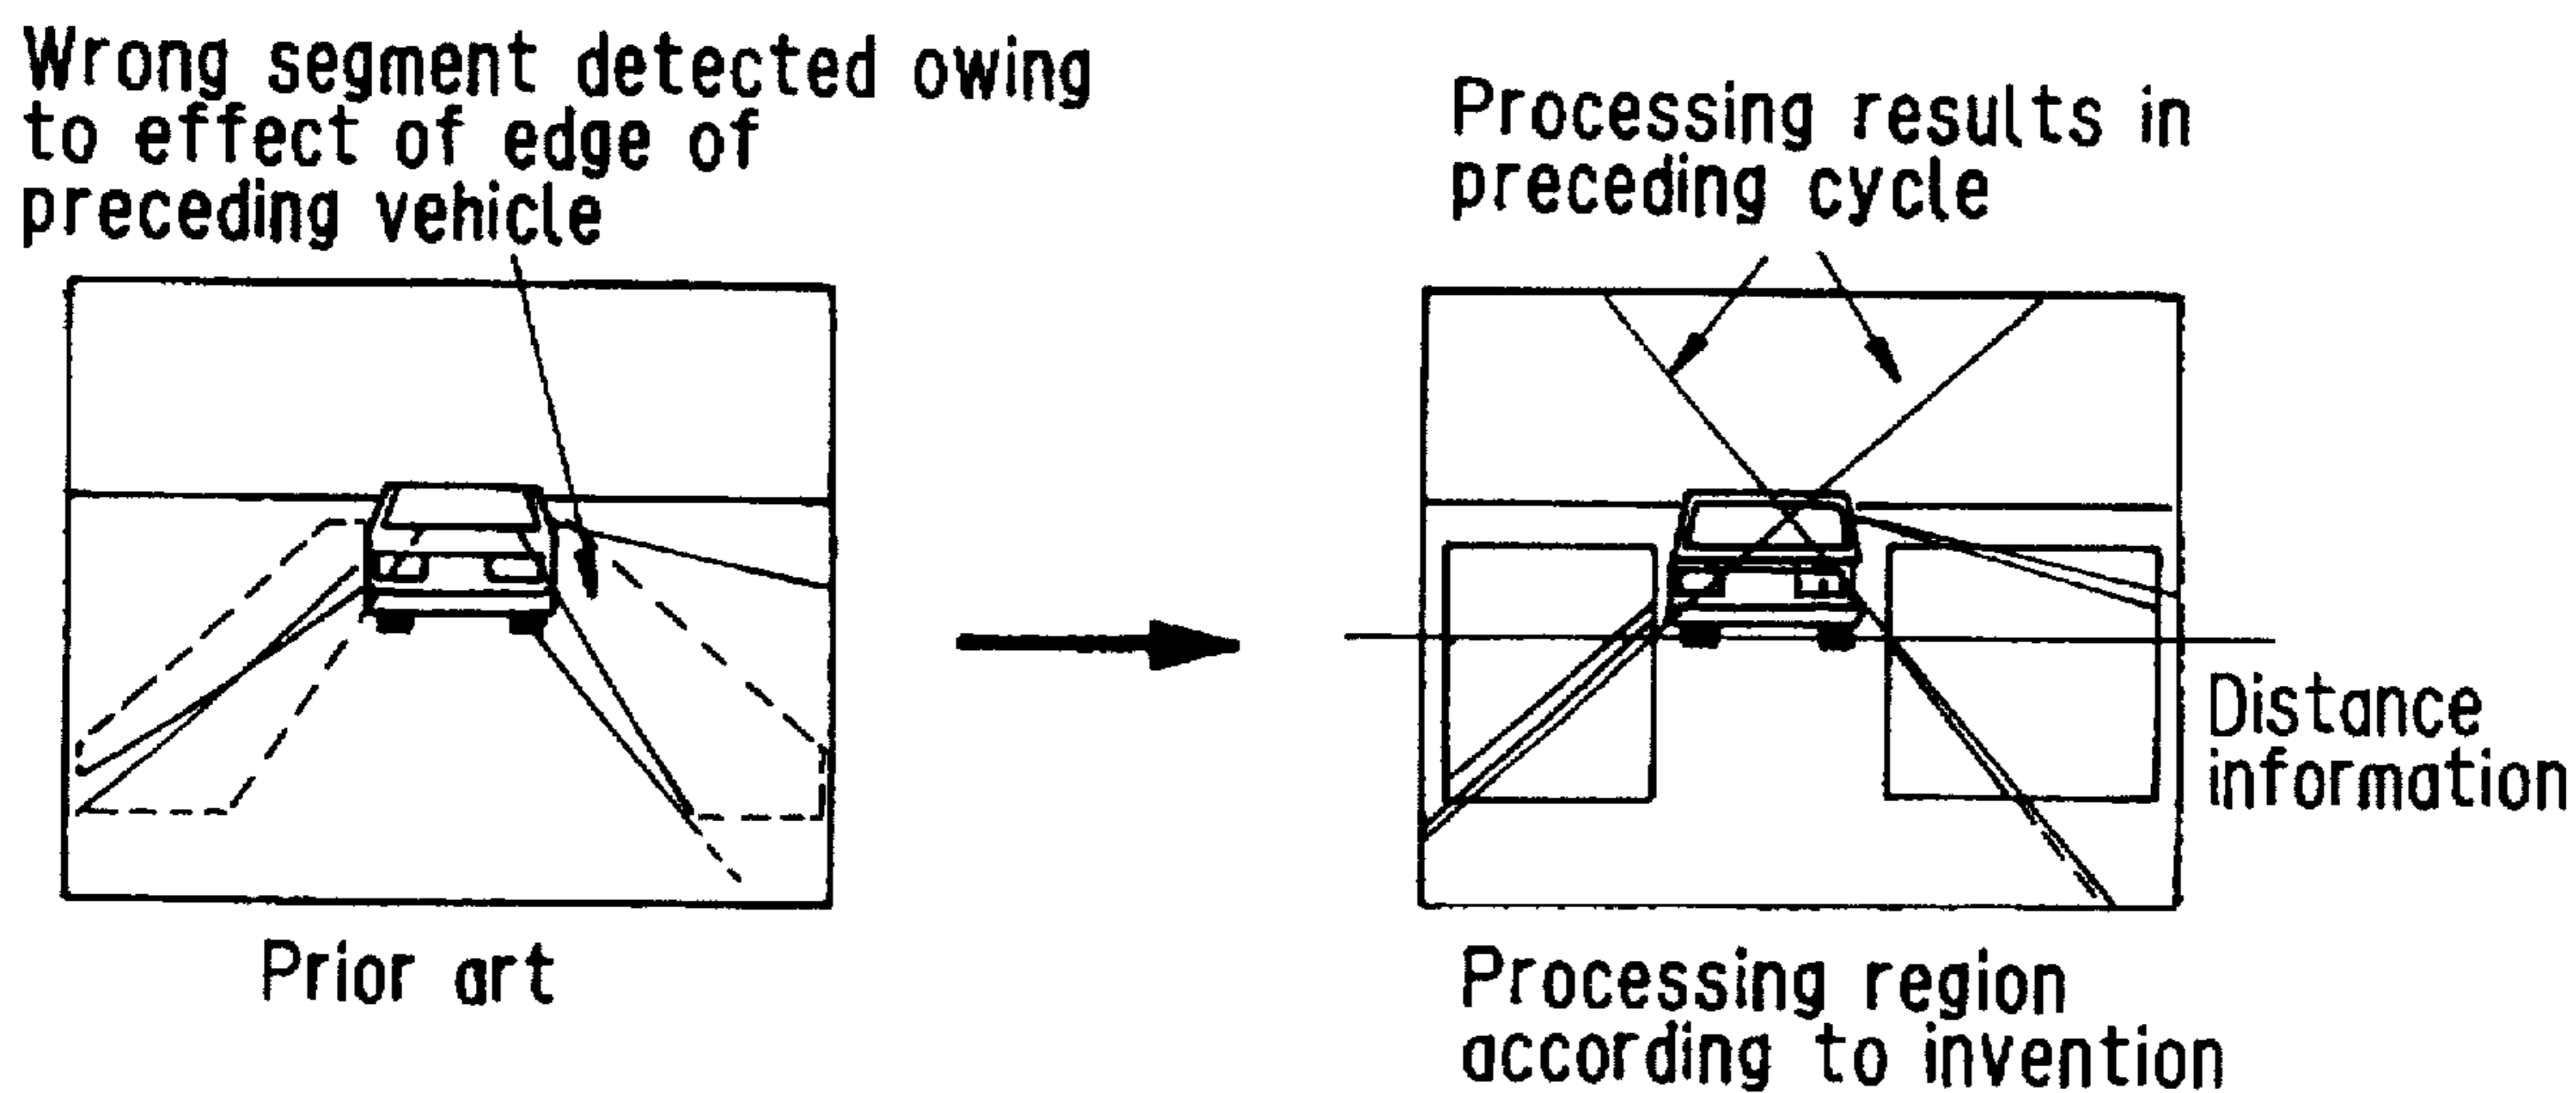 Wrong segment detected owing
to effect of edge of
preceding vehicle
Processing results in
preceding cycle
Distance
information
Prior art
Processing region
according to invention